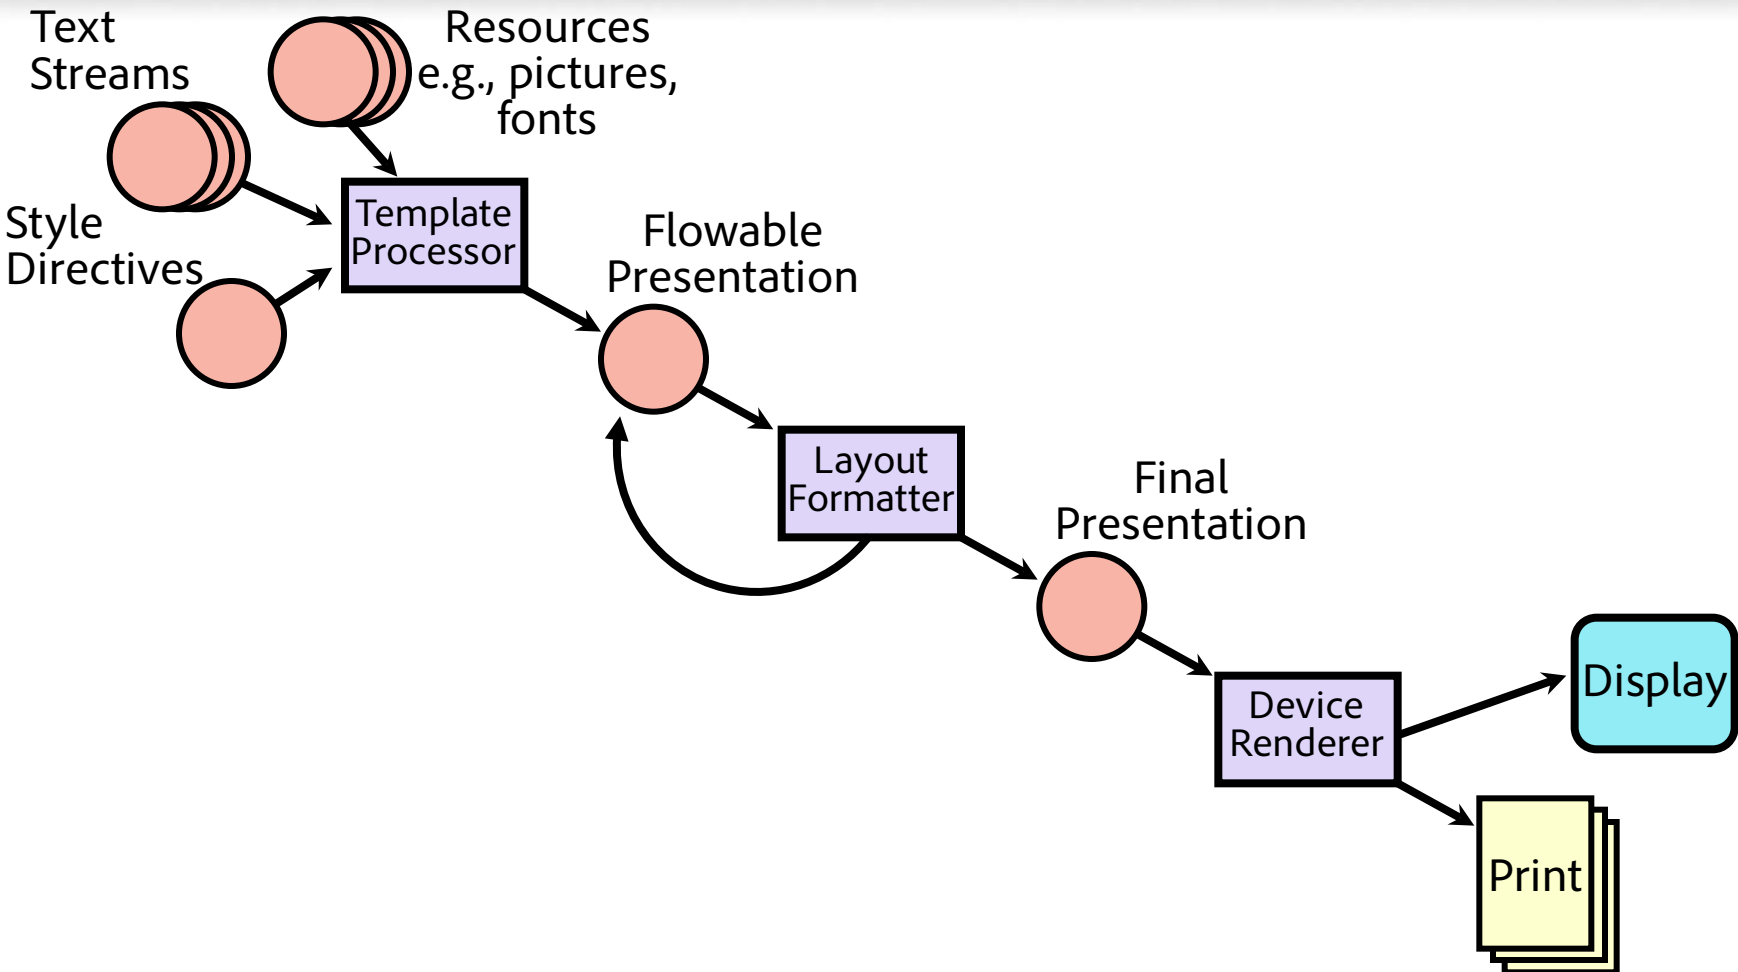 Text
Streams
Resources
e.g., pictures,
fonts
Style
Directives
Template
Processor
Flowable
Presentation
Layout
Formatter
Final
Presentation
Device
Renderer
Display
Print